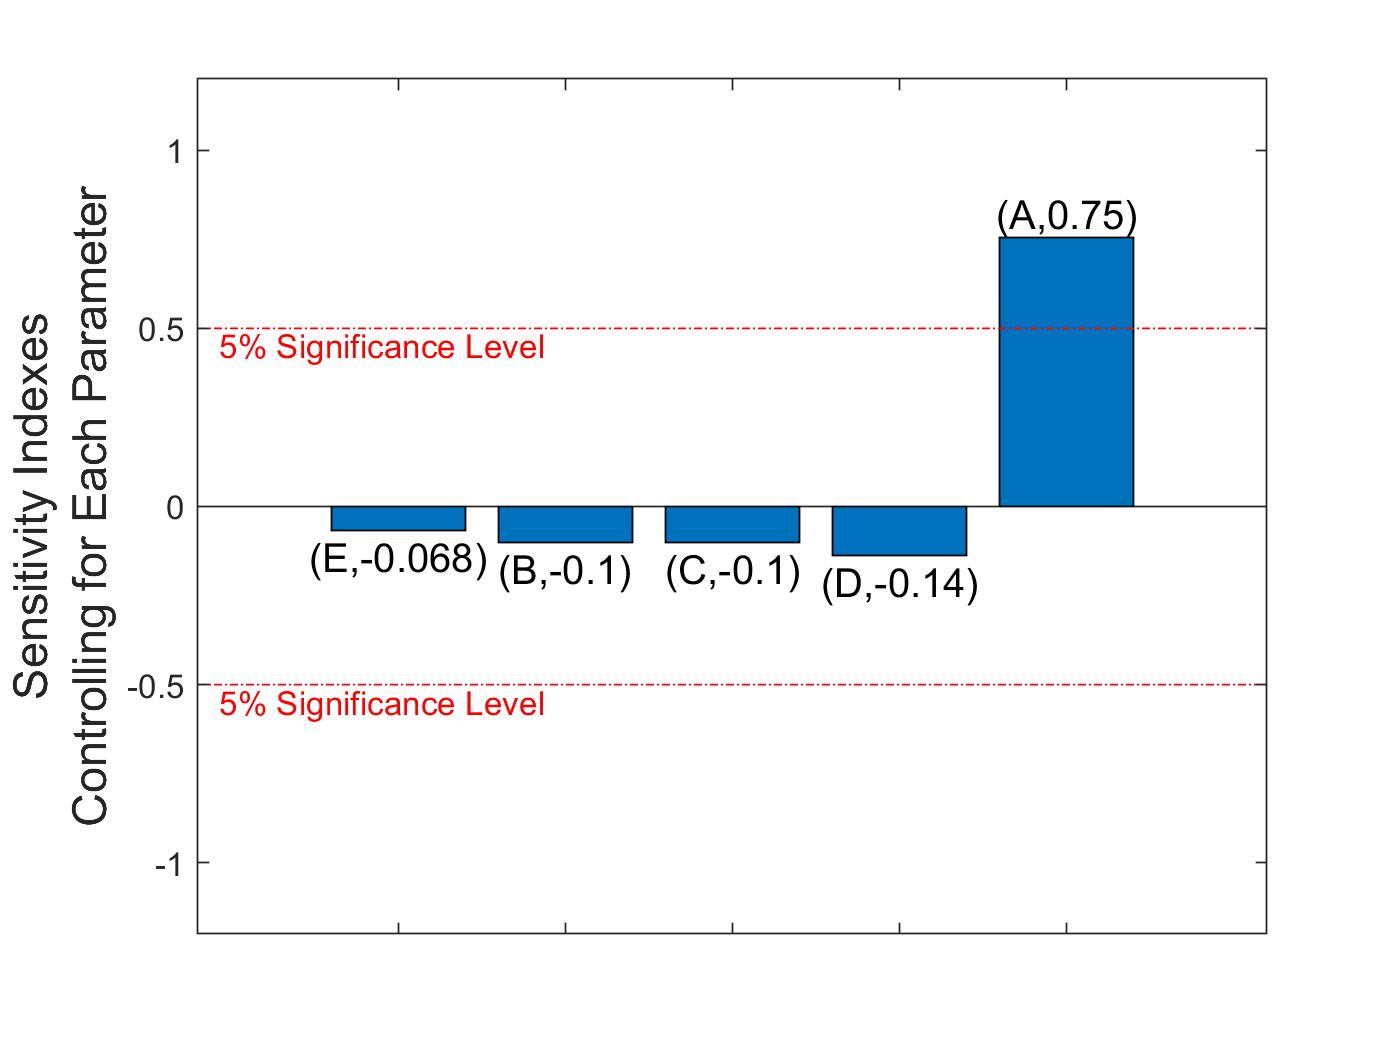 Sensitivity Indexes
Controlling for Each Parameter
1
0.5
0
-0.5
-1
(A,0.75)
5% Significance Level
(E,-0.068)
(B,-0.1)
(C,-0.1)
(D,-0.14)
5% Significance Level